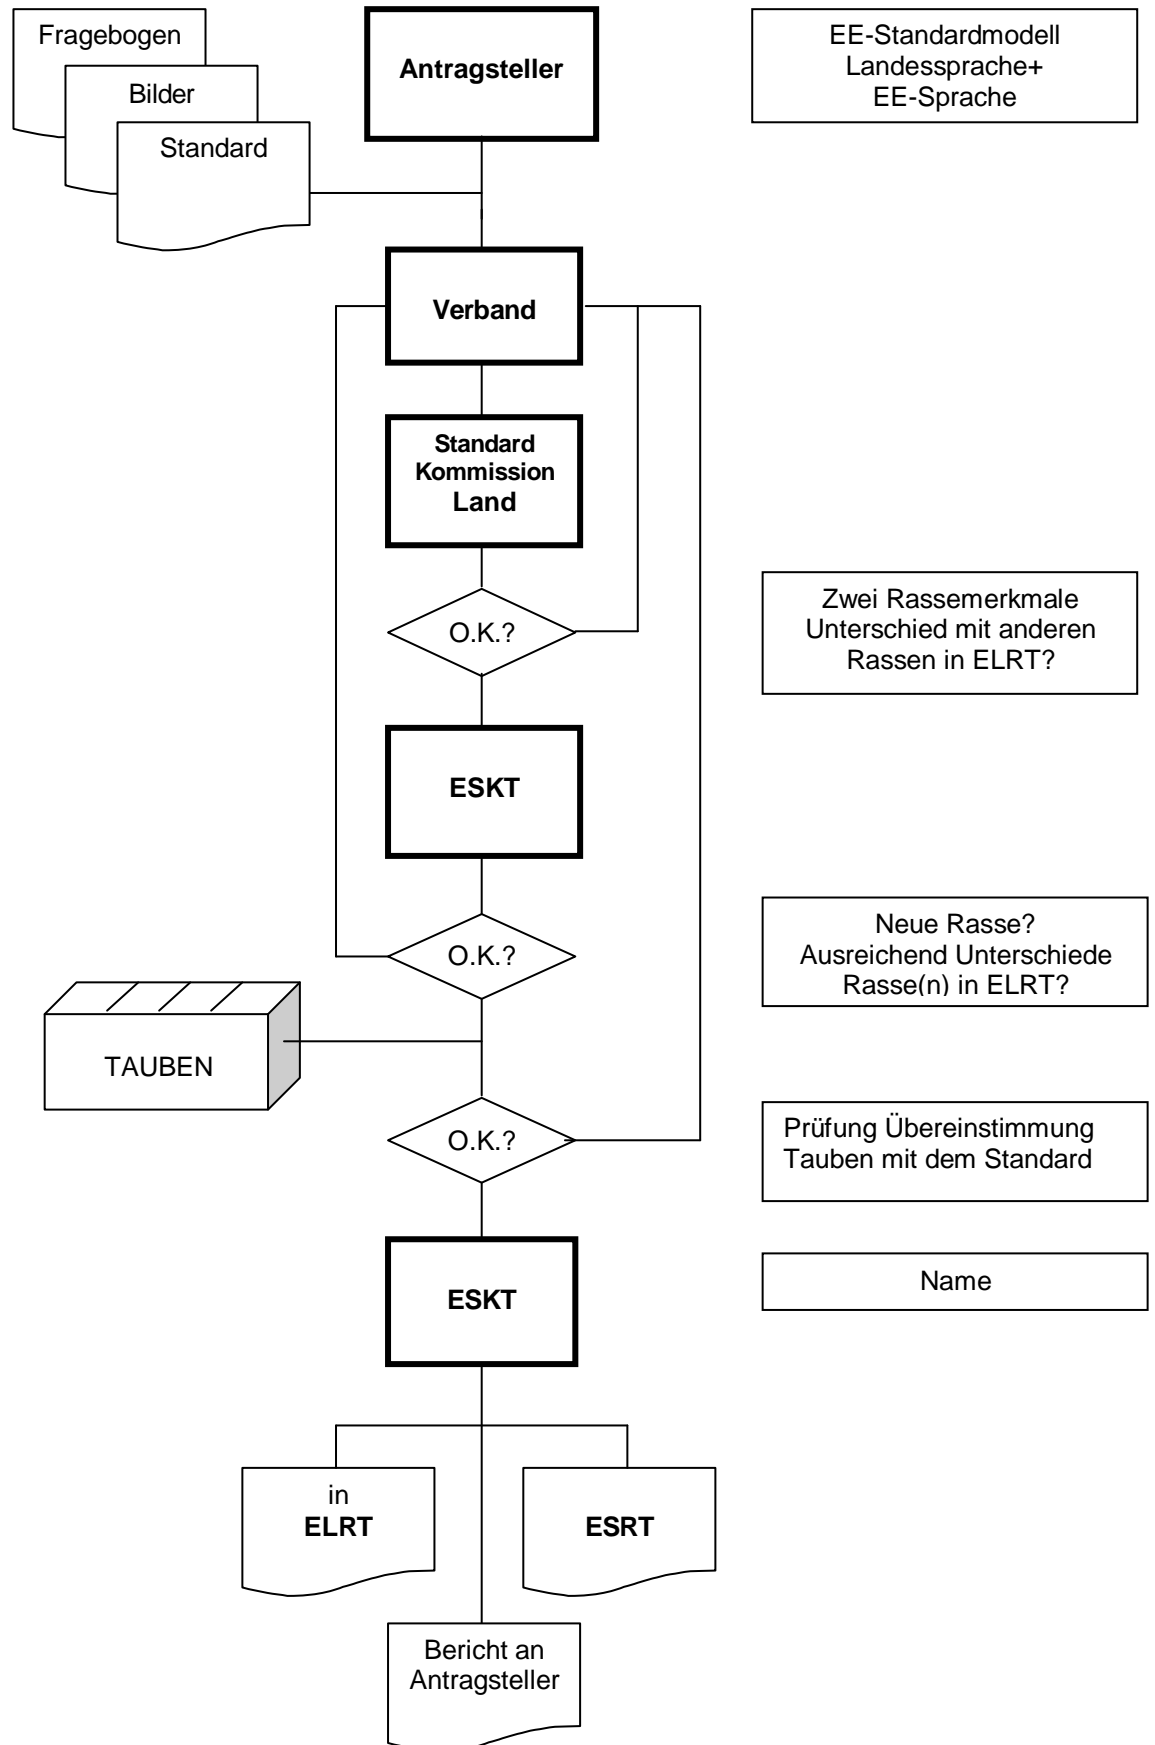 Fragebogen
Bilder
Standard
Antragsteller
EE-Standardmodell
Landessprache+
EE-Sprache
Verband
Standard
Kommission
Land
O.K.?
Zwei Rassemerkmale
Unterschied mit anderen
Rassen in ELRT?
ESKT
O.K.?
Neue Rasse?
Ausreichend Unterschiede
Rasse(n) in ELRT?
TAUBEN
O.K.?
Prüfung Übereinstimmung
Tauben mit dem Standard
ESKT
Name
in
ELRT
ESRT
Bericht an
Antragsteller